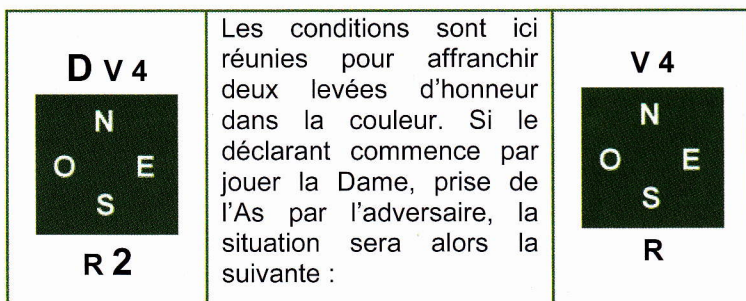 D V 4
N
O E
S
R 2
Les conditions sont ici
réunies pour affranchir
deux levées d'honneur
dans la couleur. Si le
déclarant commence par
jouer la Dame, prise de
l'As par l'adversaire, la
situation sera alors la
suivante :
V 4
N
O E
S
R